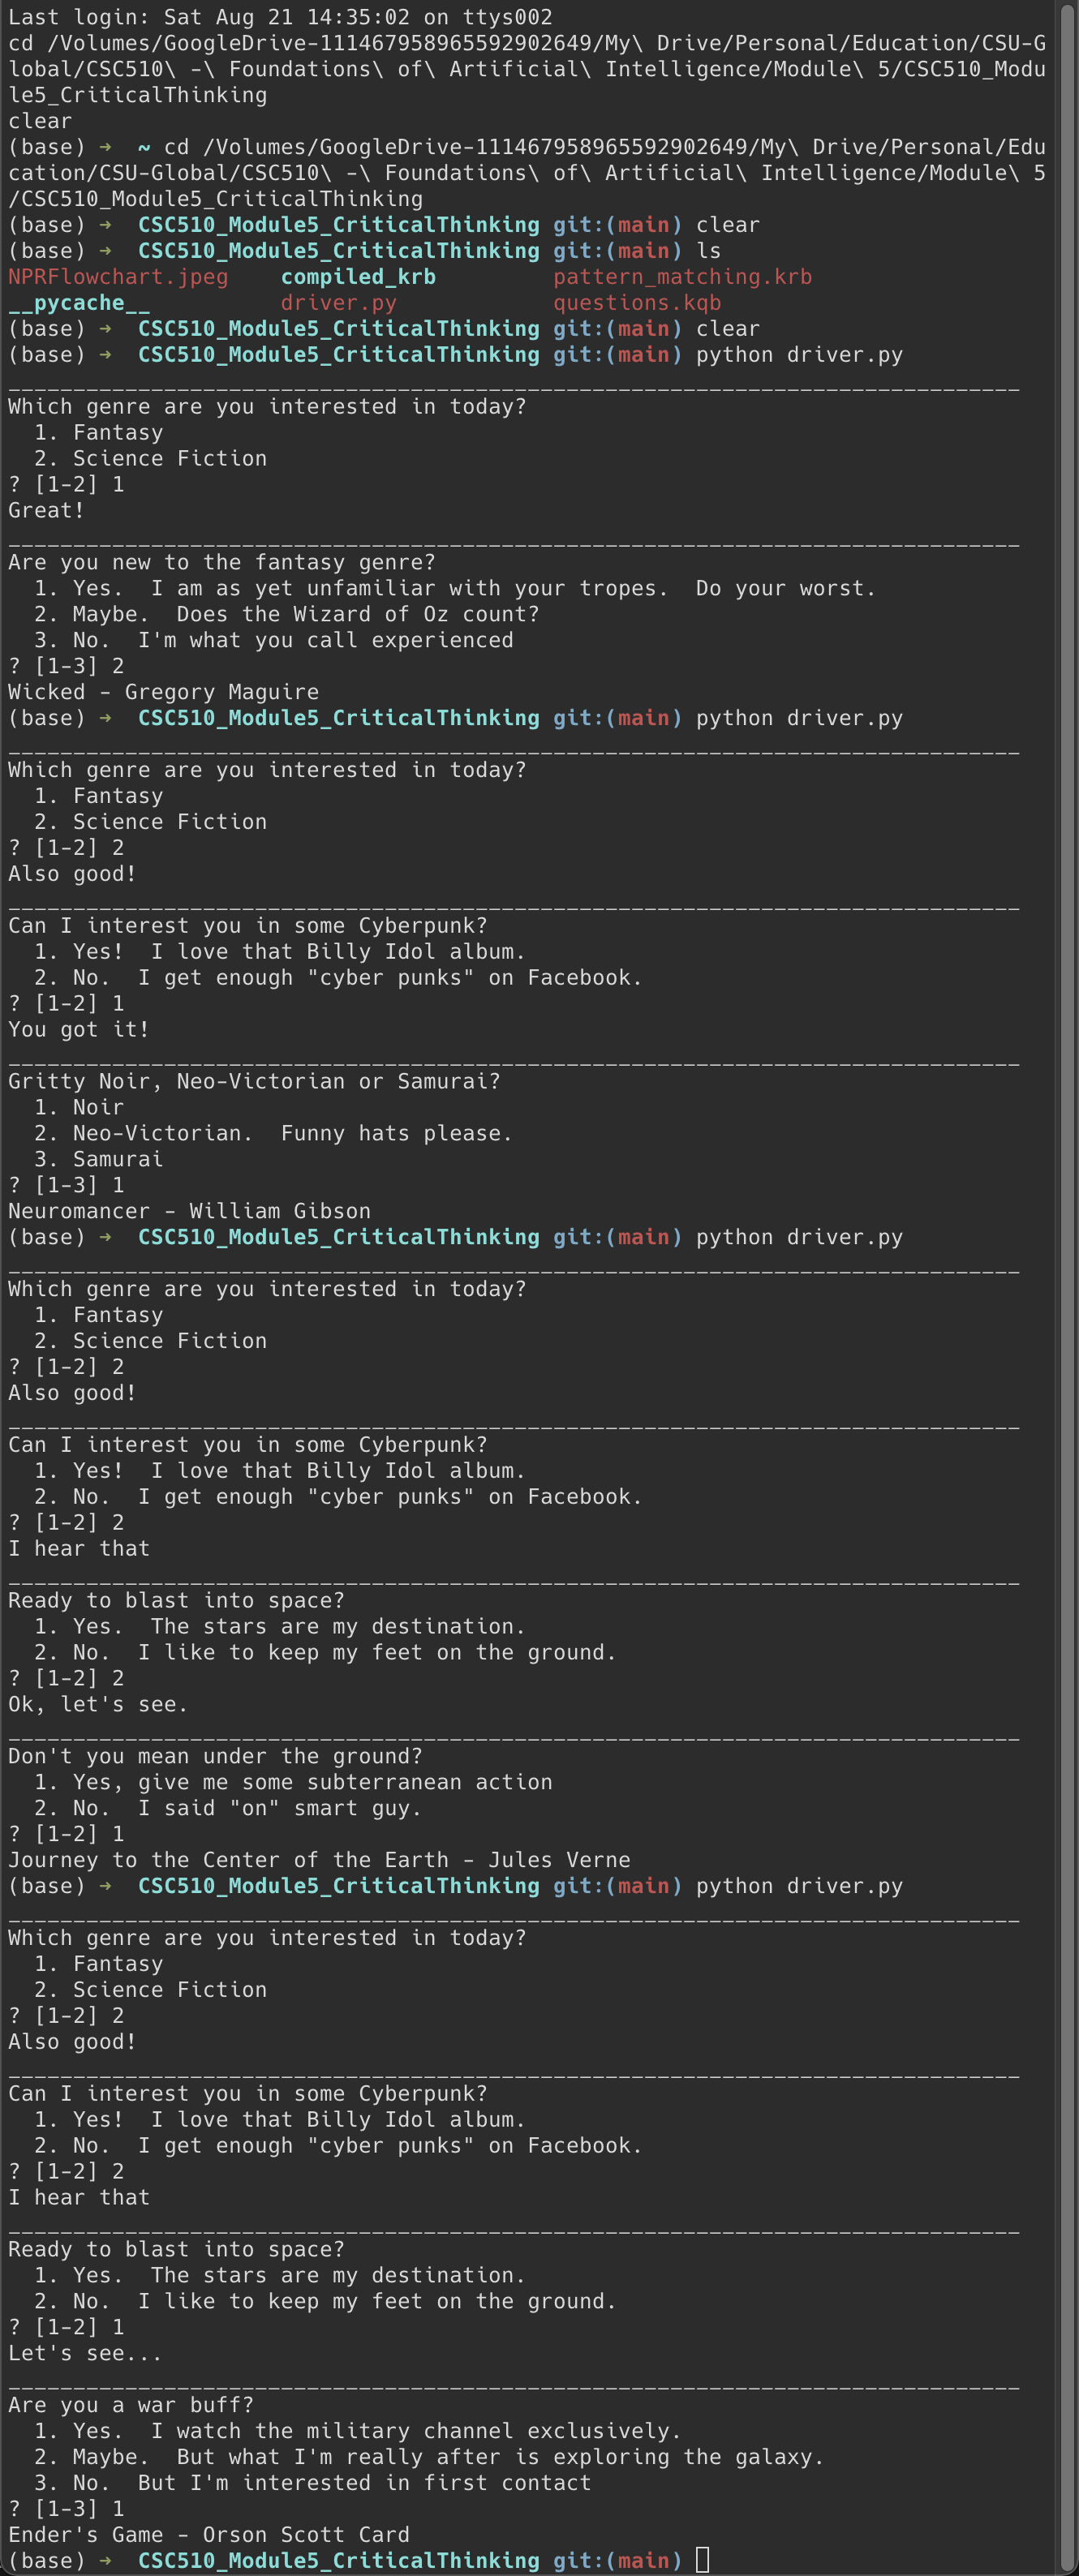 Last login: Sat Aug 21 14:35:02 on ttys002
cd /Volumes/GoogleDrive-111467958965592902649/My\ Drive/Personal/Education/CSU-G
lobal/CSC510\ -\ Foundations\ of\ Artificial\ Intelligence/Module\ 5/CSC510_Modu
le5_CriticalThinking
clear
(base) ➜  ~ cd /Volumes/GoogleDrive-111467958965592902649/My\ Drive/Personal/Edu
cation/CSU-Global/CSC510\ -\ Foundations\ of\ Artificial\ Intelligence/Module\ 5
/CSC510_Module5_CriticalThinking
(base) ➜  CSC510_Module5_CriticalThinking git:(main) clear
(base) ➜  CSC510_Module5_CriticalThinking git:(main) ls
NPRFlowchart.jpeg    compiled_krb         pattern_matching.krb
__pycache__          driver.py            questions.kqb
(base) ➜  CSC510_Module5_CriticalThinking git:(main) clear
(base) ➜  CSC510_Module5_CriticalThinking git:(main) python driver.py
______________________________________________________________________________
Which genre are you interested in today?
  1. Fantasy
  2. Science Fiction
? [1-2] 1
Great!
______________________________________________________________________________
Are you new to the fantasy genre?
  1. Yes.  I am as yet unfamiliar with your tropes.  Do your worst.
  2. Maybe.  Does the Wizard of Oz count?
  3. No.  I'm what you call experienced
? [1-3] 2
Wicked - Gregory Maguire
(base) ➜  CSC510_Module5_CriticalThinking git:(main) python driver.py
______________________________________________________________________________
Which genre are you interested in today?
  1. Fantasy
  2. Science Fiction
? [1-2] 2
Also good!
______________________________________________________________________________
Can I interest you in some Cyberpunk?
  1. Yes!  I love that Billy Idol album.
  2. No.  I get enough "cyber punks" on Facebook.
? [1-2] 1
You got it!
______________________________________________________________________________
Gritty Noir, Neo-Victorian or Samurai?
  1. Noir
  2. Neo-Victorian.  Funny hats please.
  3. Samurai
? [1-3] 1
Neuromancer - William Gibson
(base) ➜  CSC510_Module5_CriticalThinking git:(main) python driver.py
______________________________________________________________________________
Which genre are you interested in today?
  1. Fantasy
  2. Science Fiction
? [1-2] 2
Also good!
______________________________________________________________________________
Can I interest you in some Cyberpunk?
  1. Yes!  I love that Billy Idol album.
  2. No.  I get enough "cyber punks" on Facebook.
? [1-2] 2
I hear that
______________________________________________________________________________
Ready to blast into space?
  1. Yes.  The stars are my destination.
  2. No.  I like to keep my feet on the ground.
? [1-2] 2
Ok, let's see.
______________________________________________________________________________
Don't you mean under the ground?
  1. Yes, give me some subterranean action
  2. No.  I said "on" smart guy.
? [1-2] 1
Journey to the Center of the Earth - Jules Verne
(base) ➜  CSC510_Module5_CriticalThinking git:(main) python driver.py
______________________________________________________________________________
Which genre are you interested in today?
  1. Fantasy
  2. Science Fiction
? [1-2] 2
Also good!
______________________________________________________________________________
Can I interest you in some Cyberpunk?
  1. Yes!  I love that Billy Idol album.
  2. No.  I get enough "cyber punks" on Facebook.
? [1-2] 2
I hear that
______________________________________________________________________________
Ready to blast into space?
  1. Yes.  The stars are my destination.
  2. No.  I like to keep my feet on the ground.
? [1-2] 1
Let's see...
______________________________________________________________________________
Are you a war buff?
  1. Yes.  I watch the military channel exclusively.
  2. Maybe.  But what I'm really after is exploring the galaxy.
  3. No.  But I'm interested in first contact
? [1-3] 1
Ender's Game - Orson Scott Card
(base) ➜  CSC510_Module5_CriticalThinking git:(main)